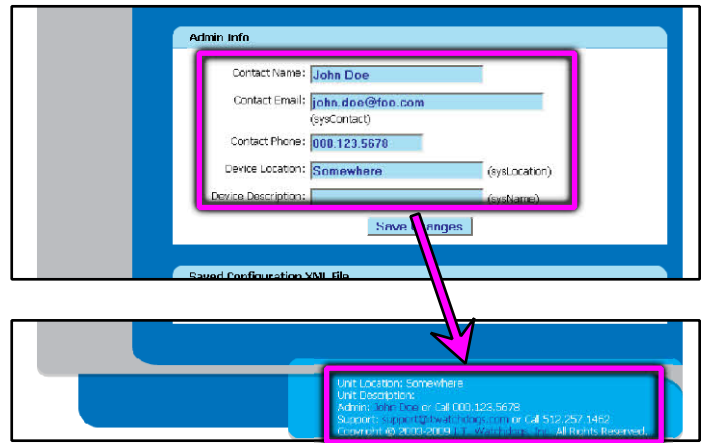 Admin Info
Contact Name: John Doe
Contact Email: john.doe@foo.com
(sysContact)
Contact Phone: 000.123.5678
Device Location: Somewhere (sysLocation)
Device Description: (sysName)
Save Changes
Saved Configuration XML File
Unit Location: Somewhere
Unit Description:
Admin: John Doe or Call 000.123.5678
Support: support@itwatchdogs.com or Call 512.257.1462
Copyright © 2003-2009 I.T. Watchdogs, Inc. All Rights Reserved.